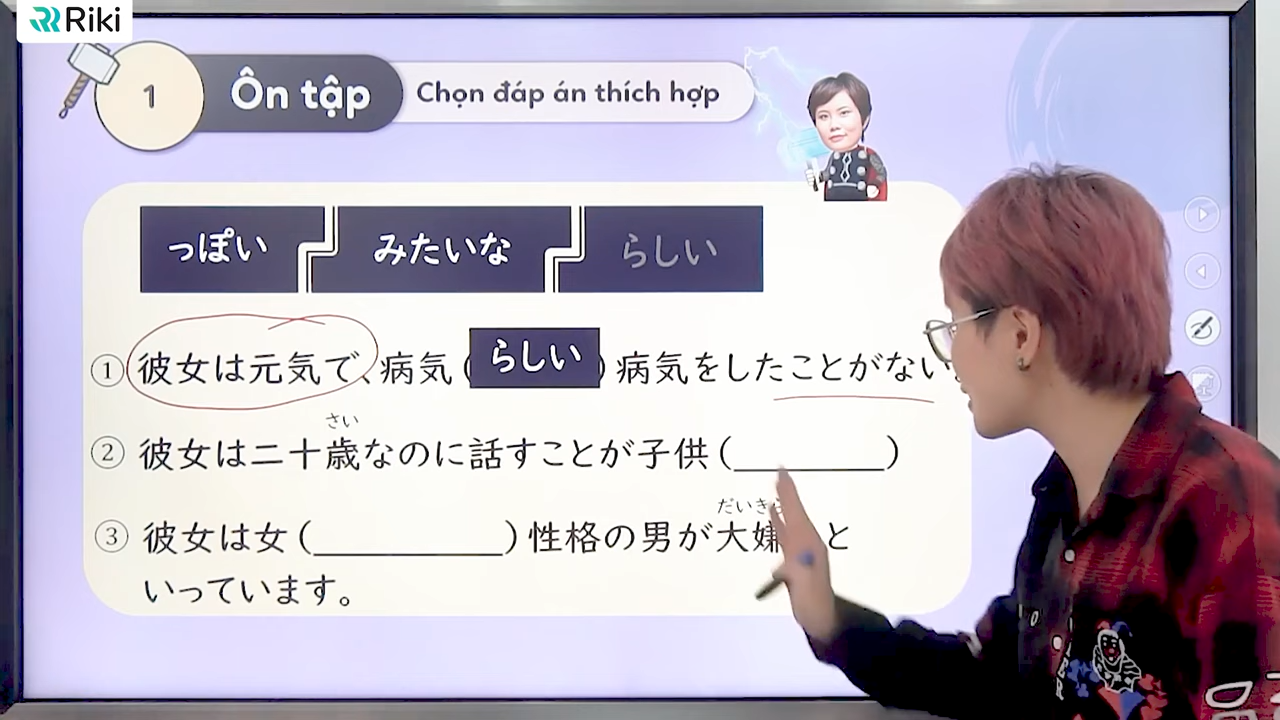 Riki
1 Ôn tập Chọn đáp án thích hợp
っぽい みたいな らしい
① 彼女は元気で、病気(らしい)病気をしたことがない。
さい
② 彼女は二十歳なのに話すことが子供(________)
だいき
③ 彼女は女(__________)性格の男が大嫌 と
いっています。